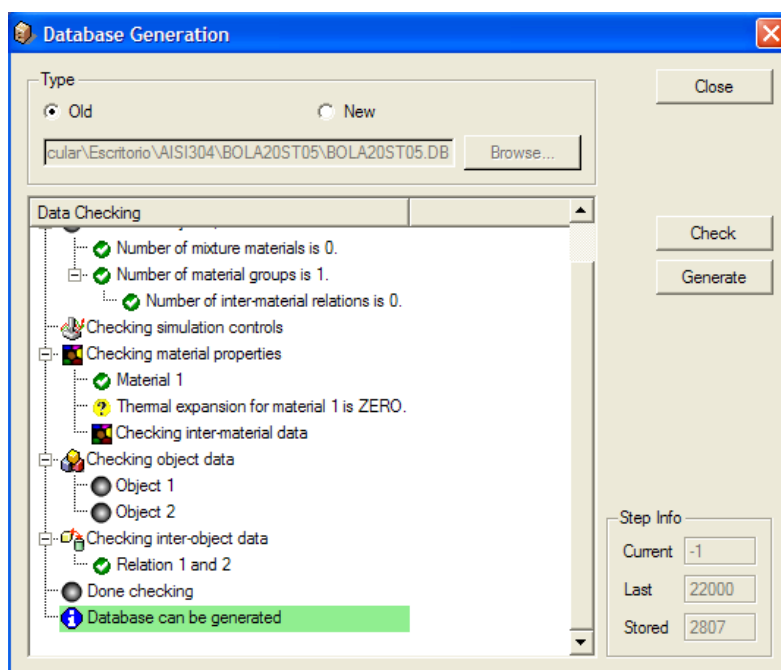 Database Generation
Type
Old
New
cular\Escritorio\AISI304\BOLA20ST05\BOLA20ST05.DB
Browse...
Close
Data Checking
Check
Generate
Number of mixture materials is 0.
Number of material groups is 1.
Number of inter-material relations is 0.
Checking simulation controls
Checking material properties
Material 1
Thermal expansion for material 1 is ZERO.
Checking inter-material data
Checking object data
Object 1
Object 2
Checking inter-object data
Relation 1 and 2
Done checking
Database can be generated
Step Info
Current -1
Last 22000
Stored 2807